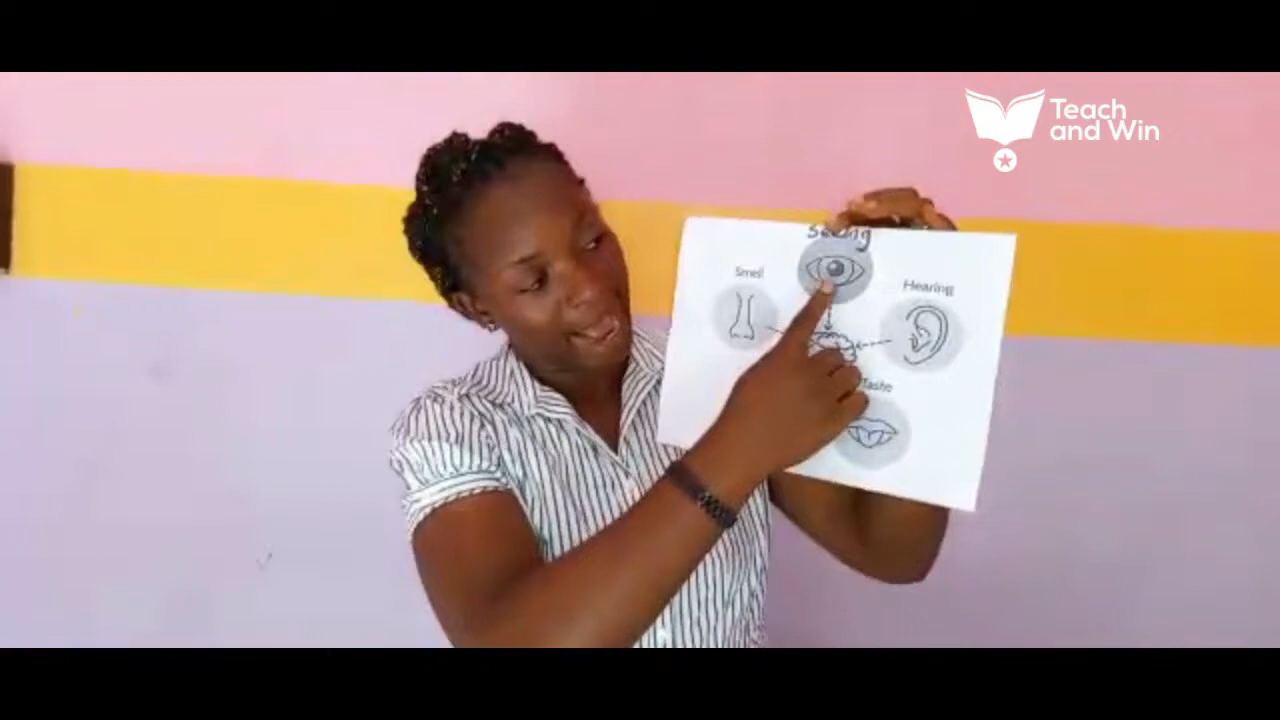 Teach
and Win
Seeing
Smell
Hearing
Taste